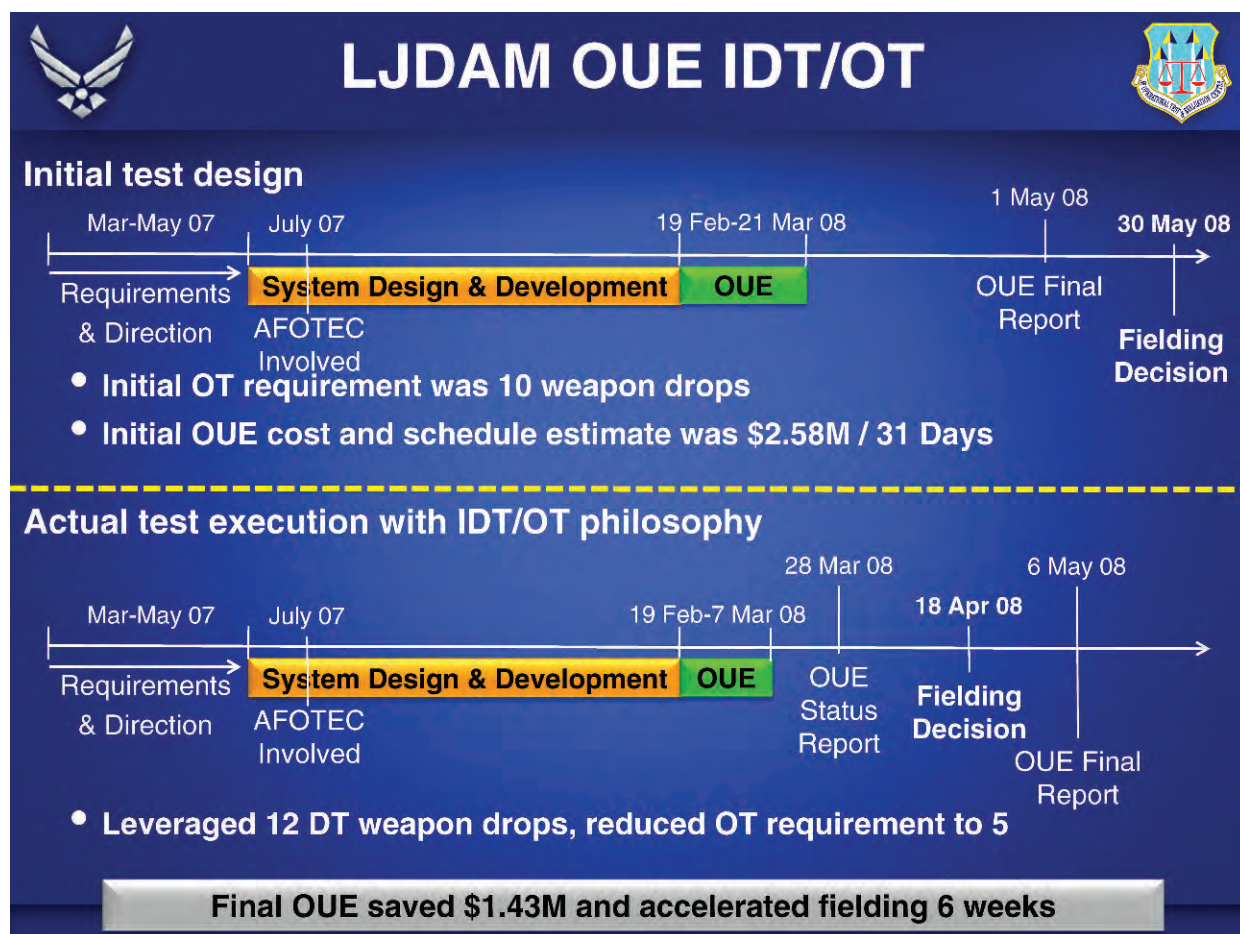 LJDAM OUE IDT/OT
OPERATIONAL TEST & EVALUATION CENTER
Initial test design
Mar-May 07
July 07
19 Feb-21 Mar 08
1 May 08
30 May 08
Requirements
& Direction
System Design & Development
OUE
AFOTEC
Involved
OUE Final
Report
Fielding
Decision
• Initial OT requirement was 10 weapon drops
• Initial OUE cost and schedule estimate was $2.58M / 31 Days
Actual test execution with IDT/OT philosophy
Mar-May 07
July 07
19 Feb-7 Mar 08
28 Mar 08
18 Apr 08
6 May 08
Requirements
& Direction
System Design & Development
OUE
AFOTEC
Involved
OUE
Status
Report
Fielding
Decision
OUE Final
Report
• Leveraged 12 DT weapon drops, reduced OT requirement to 5
Final OUE saved $1.43M and accelerated fielding 6 weeks